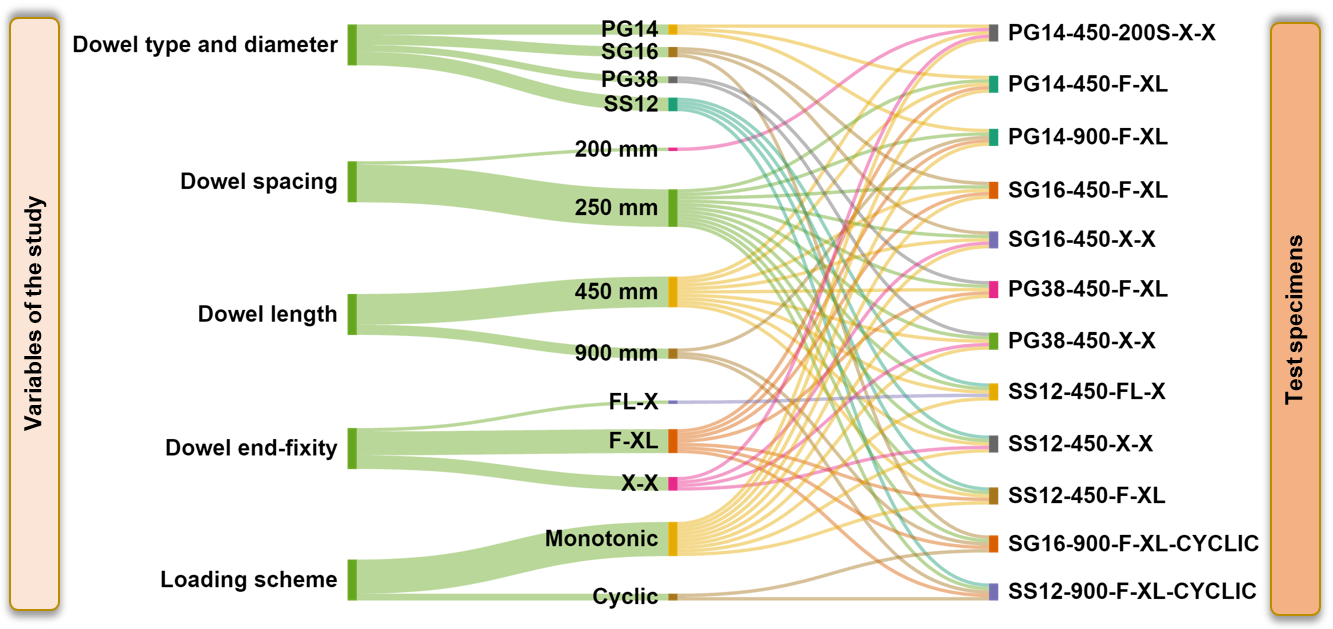 Variables of the study
Dowel type and diameter
Dowel spacing
Dowel length
Dowel end-fixity
Loading scheme
PG14
SG16
PG38
SS12
200 mm
250 mm
450 mm
900 mm
FL-X
F-XL
X-X
Monotonic
Cyclic
PG14-450-200S-X-X
PG14-450-F-XL
PG14-900-F-XL
SG16-450-F-XL
SG16-450-X-X
PG38-450-F-XL
PG38-450-X-X
SS12-450-FL-X
SS12-450-X-X
SS12-450-F-XL
SG16-900-F-XL-CYCLIC
SS12-900-F-XL-CYCLIC
Test specimens